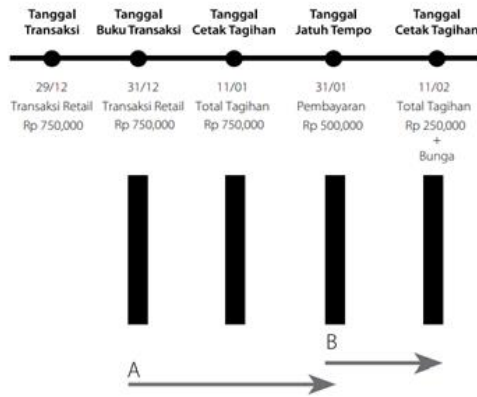 Tanggal
Transaksi
Tanggal
Buku Transaksi
Tanggal
Cetak Tagihan
Tanggal
Jatuh Tempo
Tanggal
Cetak Tagihan
29/12
Transaksi Retail
Rp 750,000
31/12
Transaksi Retail
Rp 750,000
11/01
Total Tagihan
Rp 750,000
31/01
Pembayaran
Rp 500,000
11/02
Total Tagihan
Rp 250,000
+
Bunga
B
A